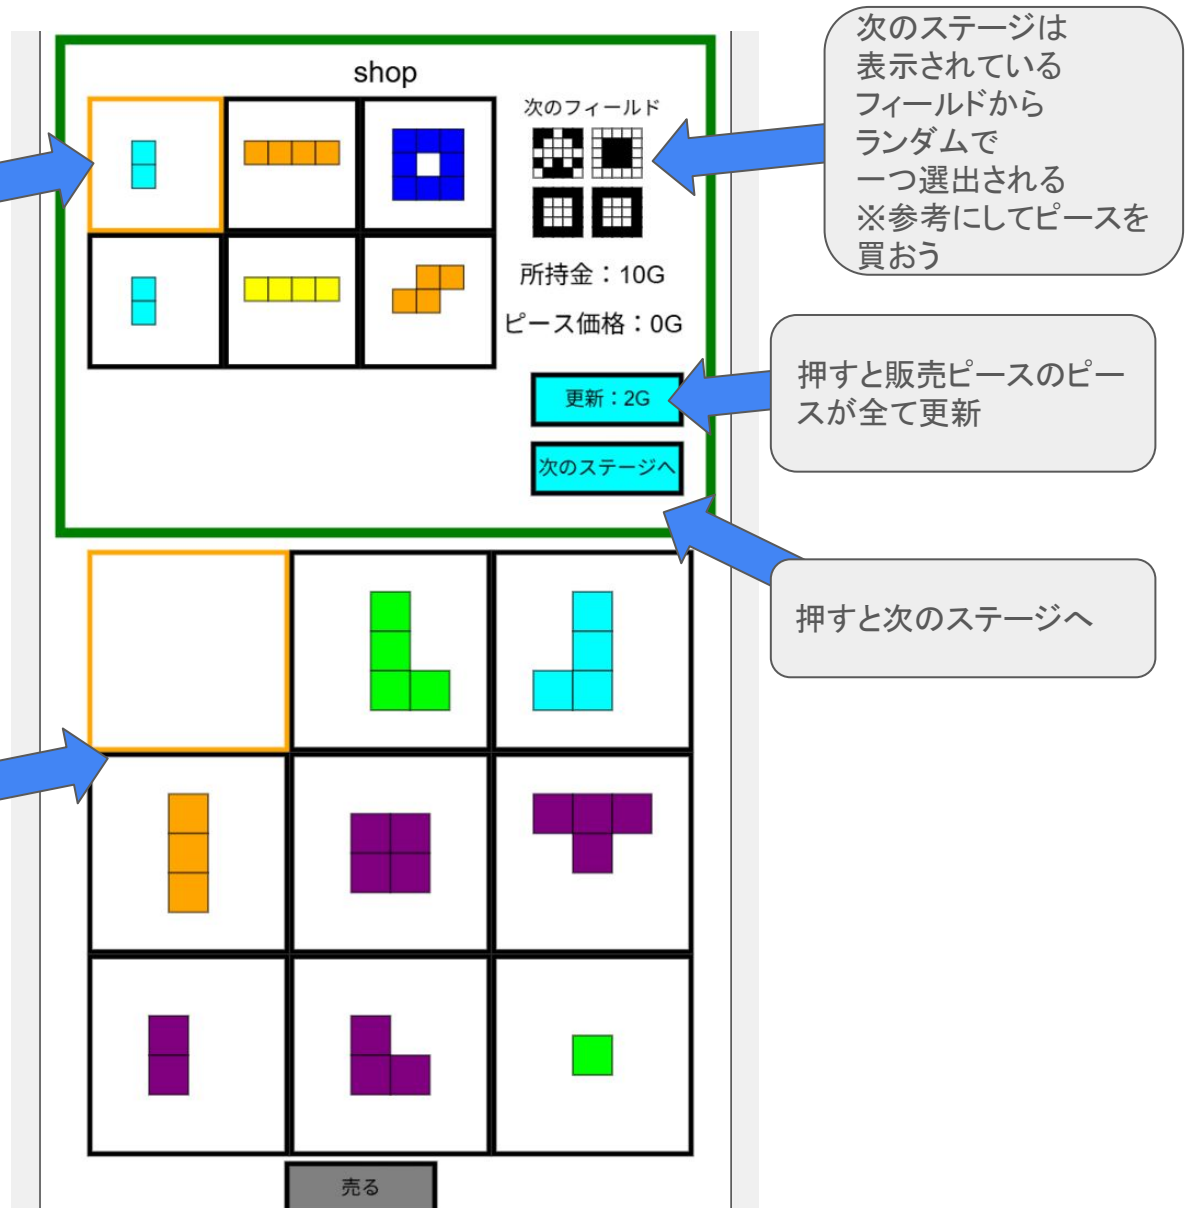 shop
次のフィールド
所持金：10G
ピース価格：0G
更新：2G
次のステージへ
次のステージは
表示されている
フィールドから
ランダムで
一つ選出される
※参考にしてピースを
買おう
押すと販売ピースのピー
スが全て更新
押すと次のステージへ
売る